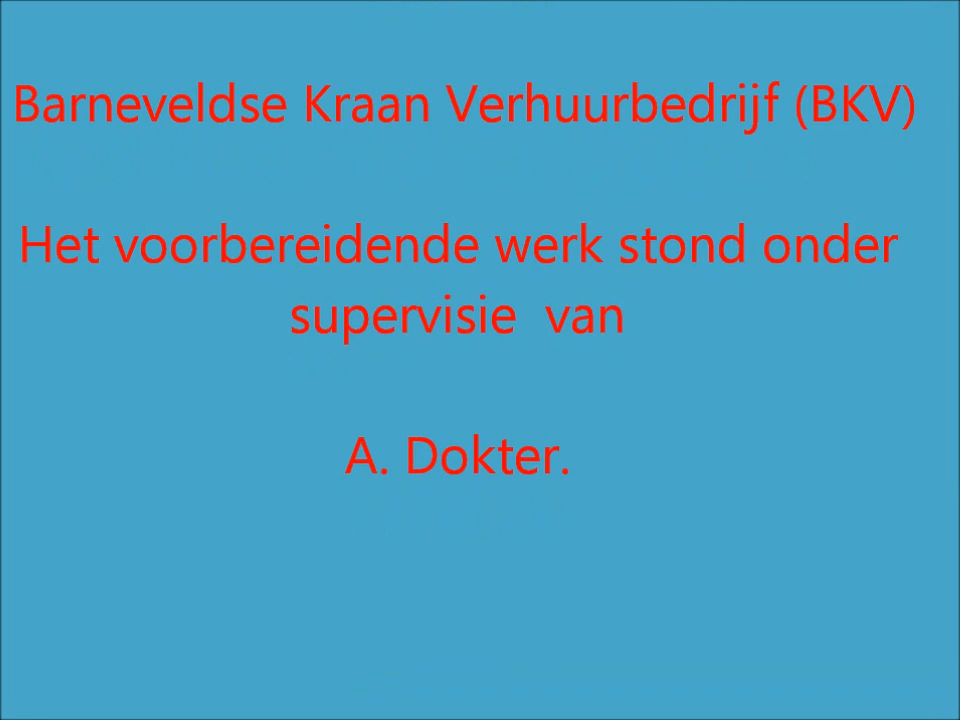 Barneveldse Kraan Verhuurbedrijf (BKV)
Het voorbereidende werk stond onder
supervisie van
A. Dokter.